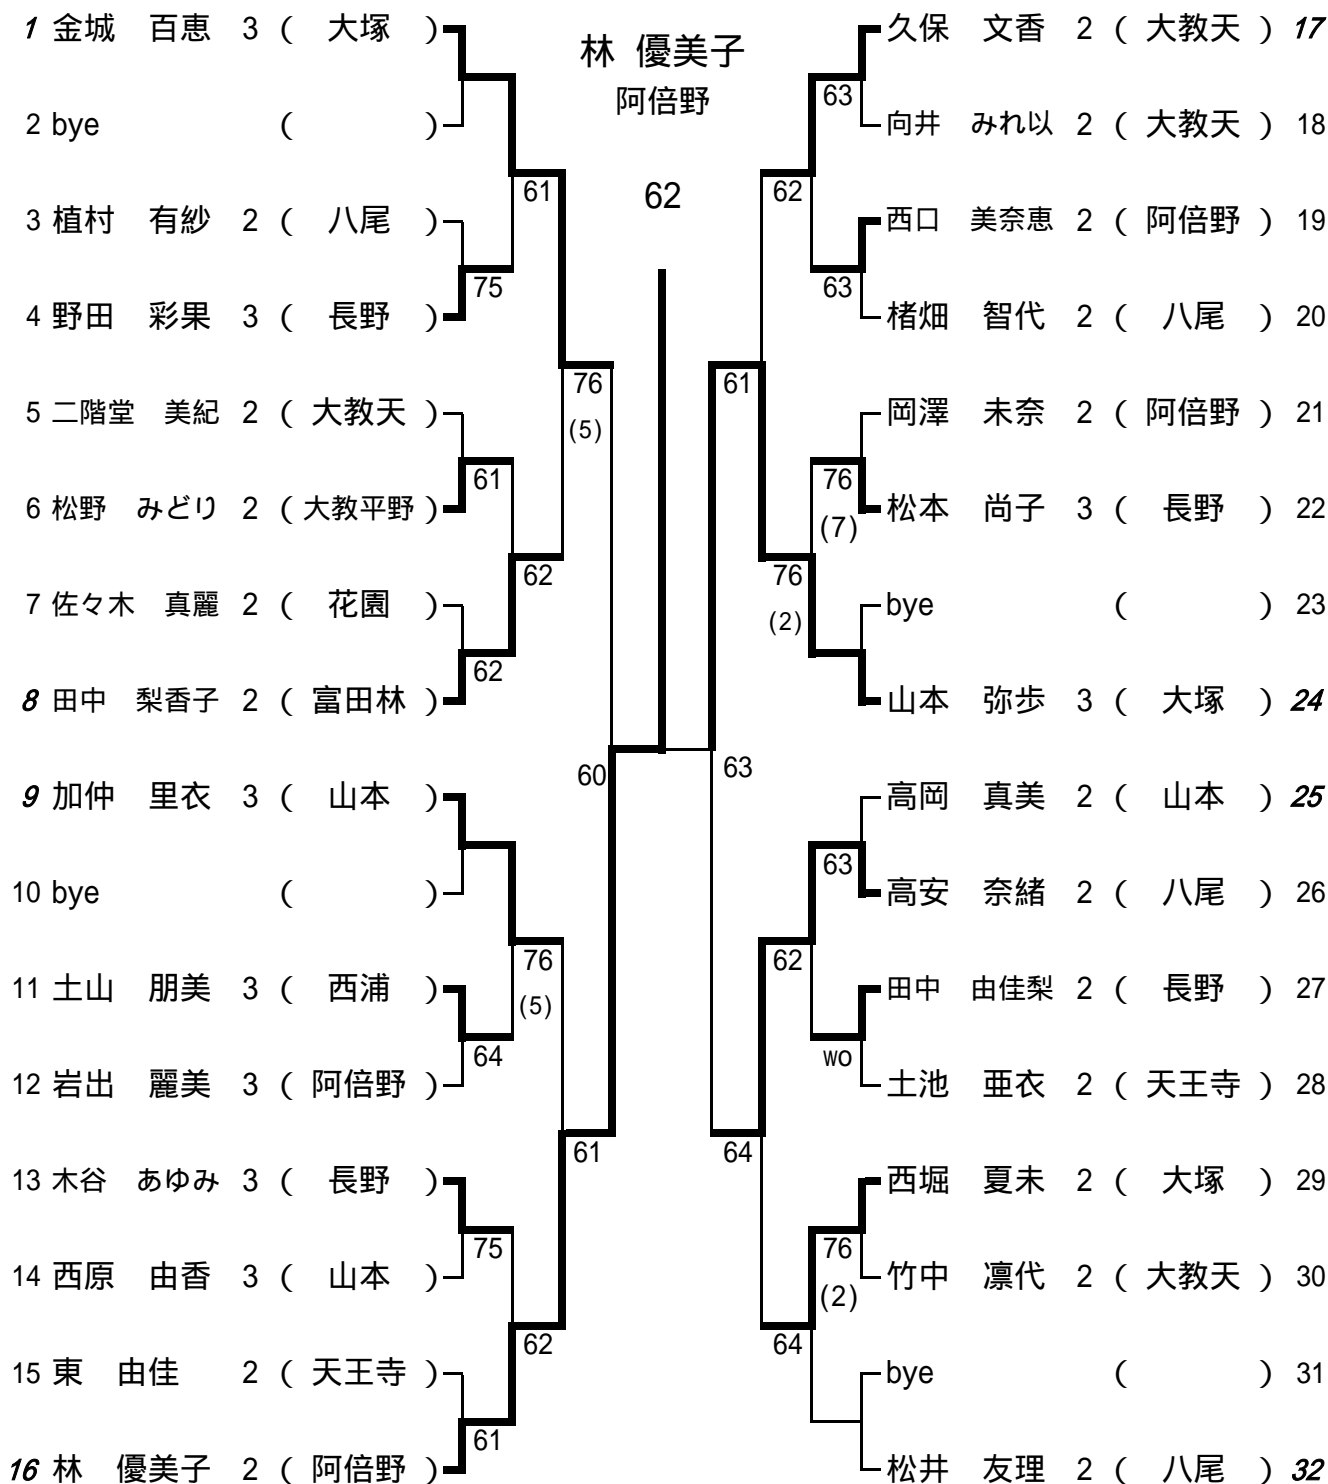 林 優美子
阿倍野
62
1 金城 百恵 3 ( 大塚 )
2 bye ( )
61
3 植村 有紗 2 ( 八尾 )
75
4 野田 彩果 3 ( 長野 )
76
(5)
5 二階堂 美紀 2 ( 大教天 )
61
6 松野 みどり 2 ( 大教平野 )
62
7 佐々木 真麗 2 ( 花園 )
62
8 田中 梨香子 2 ( 富田林 )
60
9 加仲 里衣 3 ( 山本 )
10 bye ( )
76
(5)
11 土山 朋美 3 ( 西浦 )
64
12 岩出 麗美 3 ( 阿倍野 )
61
13 木谷 あゆみ 3 ( 長野 )
75
14 西原 由香 3 ( 山本 )
62
15 東 由佳 2 ( 天王寺 )
61
16 林 優美子 2 ( 阿倍野 )
久保 文香 2 ( 大教天 ) 17
63
向井 みれ以 2 ( 大教天 ) 18
62
西口 美奈恵 2 ( 阿倍野 ) 19
63
楮畑 智代 2 ( 八尾 ) 20
61
岡澤 未奈 2 ( 阿倍野 ) 21
76
(7)
松本 尚子 3 ( 長野 ) 22
76
(2)
bye ( ) 23
山本 弥歩 3 ( 大塚 ) 24
63
高岡 真美 2 ( 山本 ) 25
63
高安 奈緒 2 ( 八尾 ) 26
62
田中 由佳梨 2 ( 長野 ) 27
wo
土池 亜衣 2 ( 天王寺 ) 28
64
西堀 夏未 2 ( 大塚 ) 29
76
(2)
竹中 凛代 2 ( 大教天 ) 30
64
bye ( ) 31
松井 友理 2 ( 八尾 ) 32